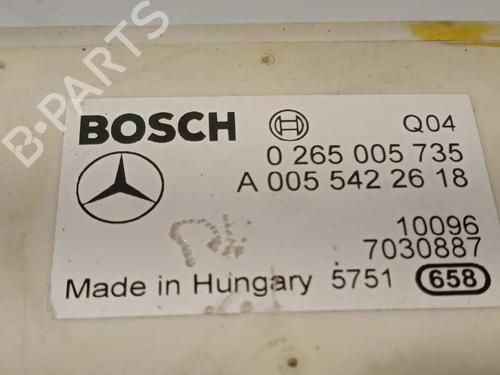 B-PARTS
BOSCH Q04
0 265 005 735
A 005 542 26 18
10096
7030887
Made in Hungary 5751 658